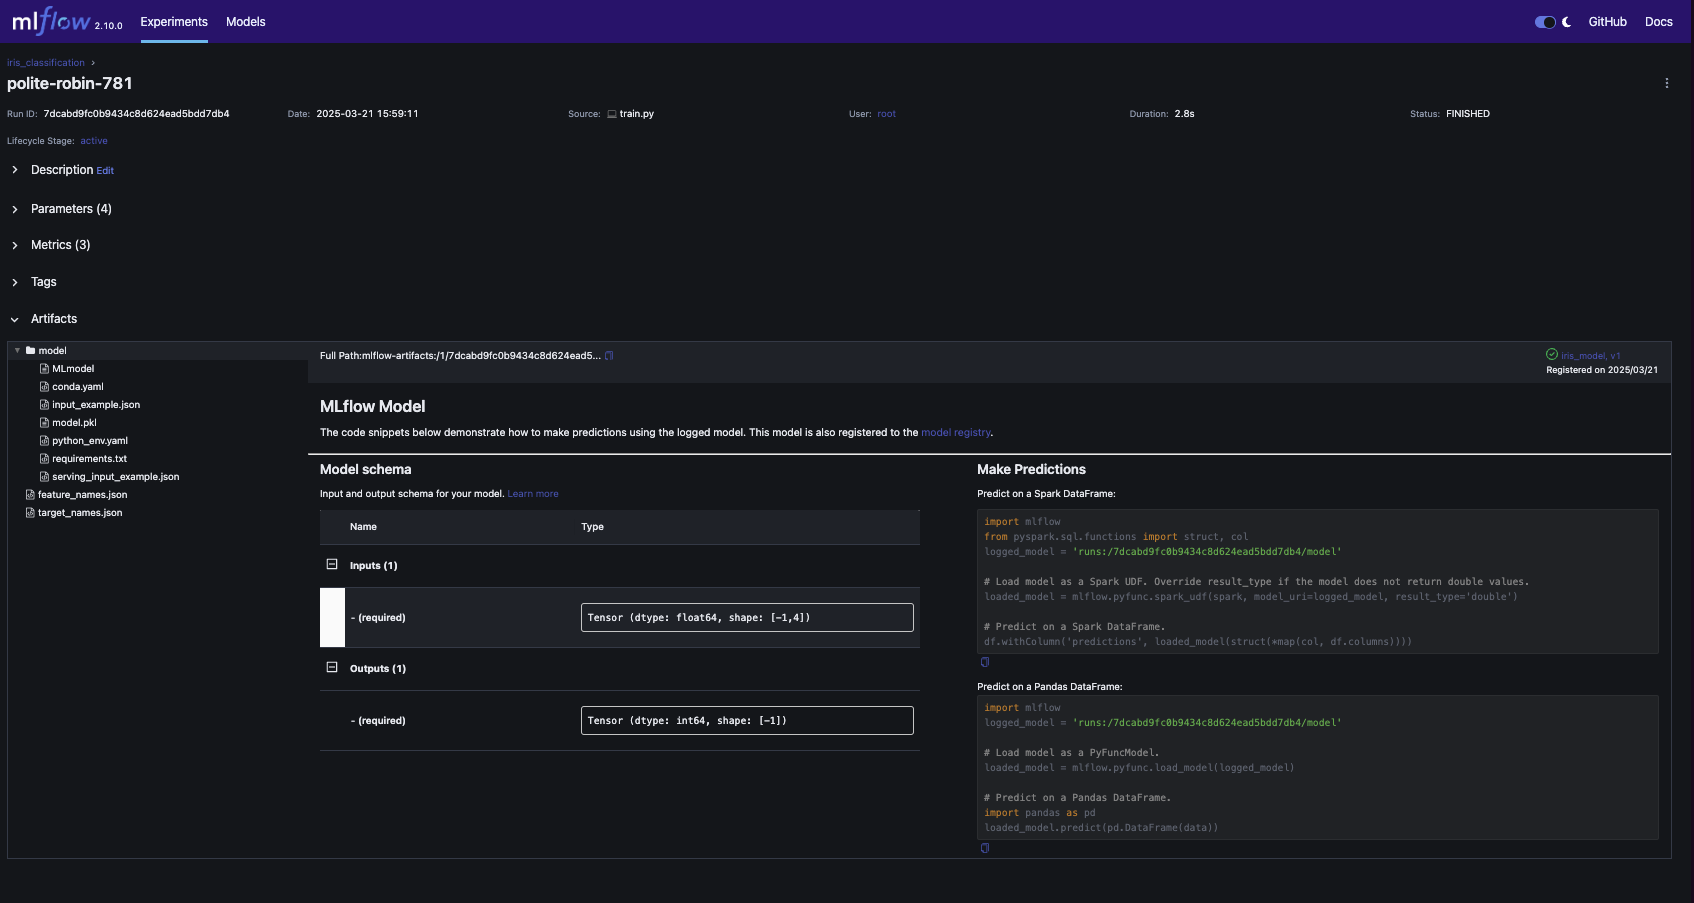 mlflow 2.10.0 Experiments Models GitHub Docs
iris_classification ›
polite-robin-781
Run ID: 7dcabd9fc0b9434c8d624ead5bdd7db4 Date: 2025-03-21 15:59:11 Source: train.py User: root Duration: 2.8s Status: FINISHED
Lifecycle Stage: active
Description Edit
Parameters (4)
Metrics (3)
Tags
Artifacts
model
MLmodel
conda.yaml
input_example.json
model.pkl
python_env.yaml
requirements.txt
serving_input_example.json
feature_names.json
target_names.json
Full Path:mlflow-artifacts:/1/7dcabd9fc0b9434c8d624ead5...
iris_model, v1
Registered on 2025/03/21
MLflow Model
The code snippets below demonstrate how to make predictions using the logged model. This model is also registered to the model registry.
Model schema
Input and output schema for your model. Learn more
Name Type
Inputs (1)
- (required) Tensor (dtype: float64, shape: [-1,4])
Outputs (1)
- (required) Tensor (dtype: int64, shape: [-1])
Make Predictions
Predict on a Spark DataFrame:
import mlflow
from pyspark.sql.functions import struct, col
logged_model = 'runs:/7dcabd9fc0b9434c8d624ead5bdd7db4/model'
# Load model as a Spark UDF. Override result_type if the model does not return double values.
loaded_model = mlflow.pyfunc.spark_udf(spark, model_uri=logged_model, result_type='double')
# Predict on a Spark DataFrame.
df.withColumn('predictions', loaded_model(struct(*map(col, df.columns))))
Predict on a Pandas DataFrame:
import mlflow
logged_model = 'runs:/7dcabd9fc0b9434c8d624ead5bdd7db4/model'
# Load model as a PyFuncModel.
loaded_model = mlflow.pyfunc.load_model(logged_model)
# Predict on a Pandas DataFrame.
import pandas as pd
loaded_model.predict(pd.DataFrame(data))